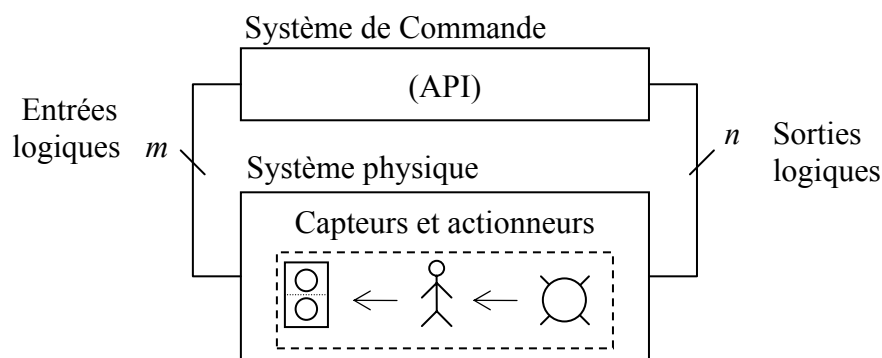 Système de Commande
(API)
Entrées
logiques m
n Sorties
logiques
Système physique
Capteurs et actionneurs